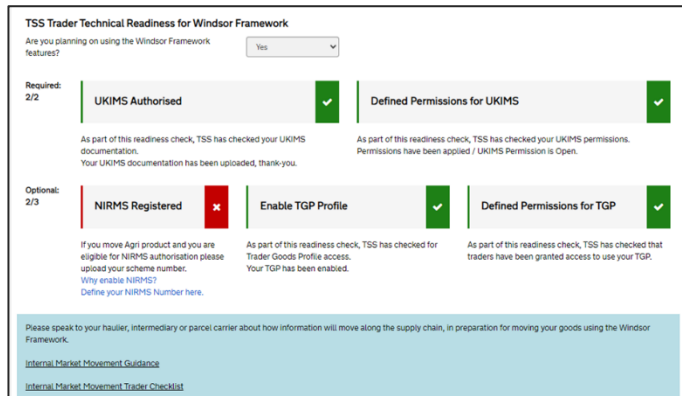 TSS Trader Technical Readiness for Windsor Framework
Are you planning on using the Windsor Framework
features?
Yes
Required:
2/2
UKIMS Authorised
Defined Permissions for UKIMS
As part of this readiness check, TSS has checked your UKIMS
documentation.
Your UKIMS documentation has been uploaded, thank-you.
As part of this readiness check, TSS has checked your UKIMS permissions.
Permissions have been applied / UKIMS Permission is Open.
Optional:
2/3
NIRMS Registered
Enable TGP Profile
Defined Permissions for TGP
If you move Agri product and you are
eligible for NIRMS authorisation please
upload your scheme number.
Why enable NIRMS?
Define your NIRMS Number here.
As part of this readiness check, TSS has checked for
Trader Goods Profile access.
Your TGP has been enabled.
As part of this readiness check, TSS has checked that
traders have been granted access to use your TGP.
Please speak to your haulier, intermediary or parcel carrier about how information will move along the supply chain, in preparation for moving your goods using the Windsor
Framework.
Internal Market Movement Guidance
Internal Market Movement Trader Checklist